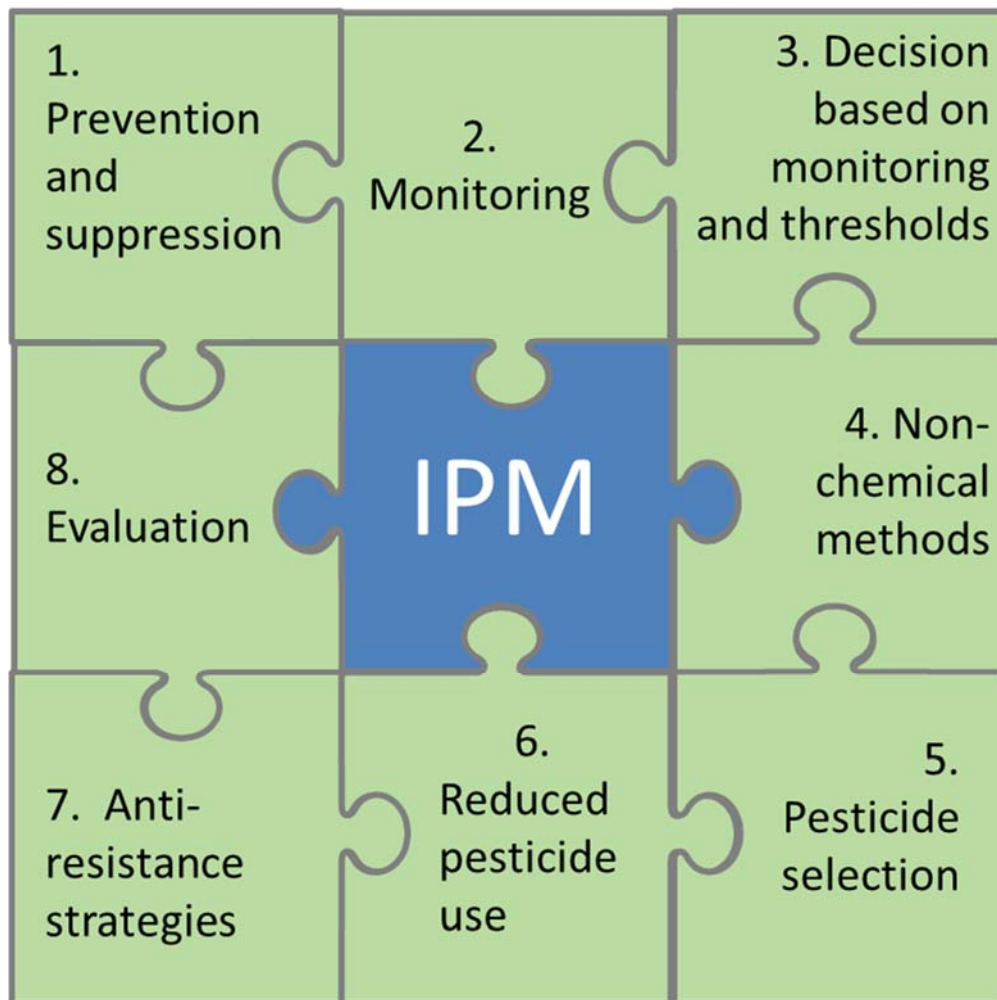 1.
Prevention
and
suppression
2.
Monitoring
3. Decision
based on
monitoring
and thresholds
8.
Evaluation
IPM
4. Non-
chemical
methods
7. Anti-
resistance
strategies
6.
Reduced
pesticide
use
5.
Pesticide
selection